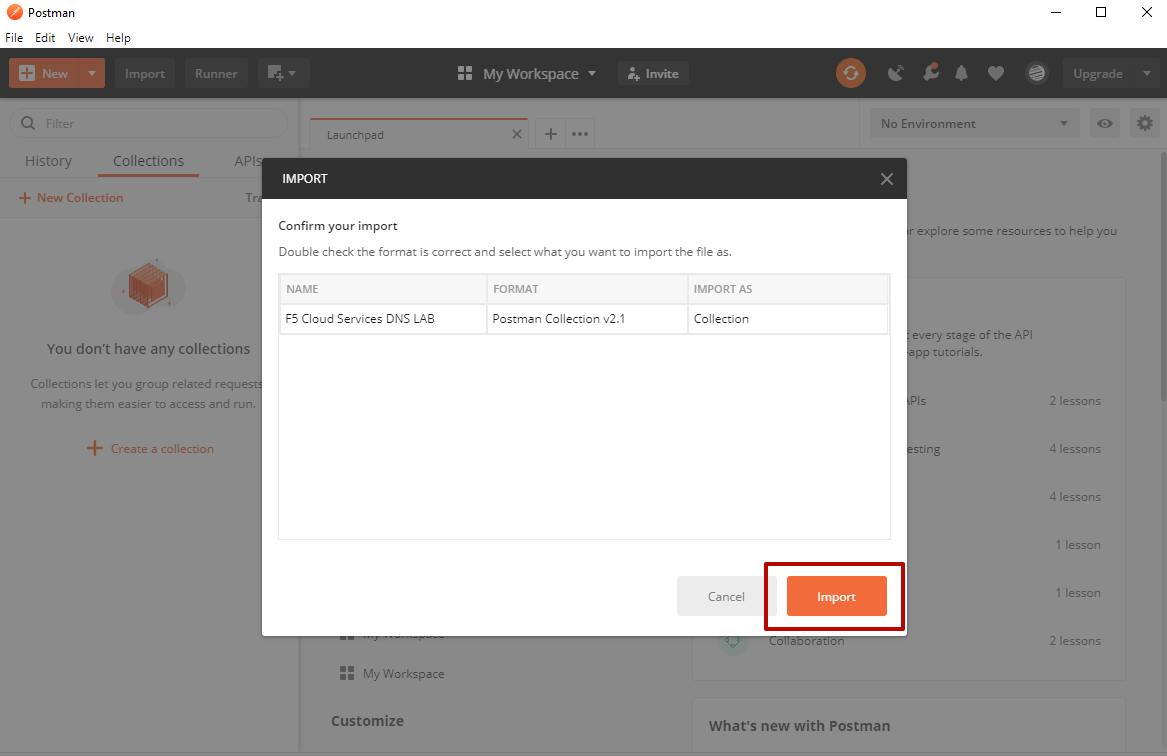 Postman
File Edit View Help
New Import Runner My Workspace Invite Upgrade
Filter
Launchpad
No Environment
History Collections APIs
New Collection
IMPORT
Confirm your import
Double check the format is correct and select what you want to import the file as.
NAME FORMAT IMPORT AS
F5 Cloud Services DNS LAB Postman Collection v2.1 Collection
Cancel Import
You don't have any collections
Collections let you group related requests,
making them easier to access and run.
Create a collection
explore some resources to help you
every stage of the API
-app tutorials.
APIs 2 lessons
4 lessons
4 lessons
1 lesson
1 lesson
Collaboration 2 lessons
My Workspace
My Workspace
Customize
What's new with Postman